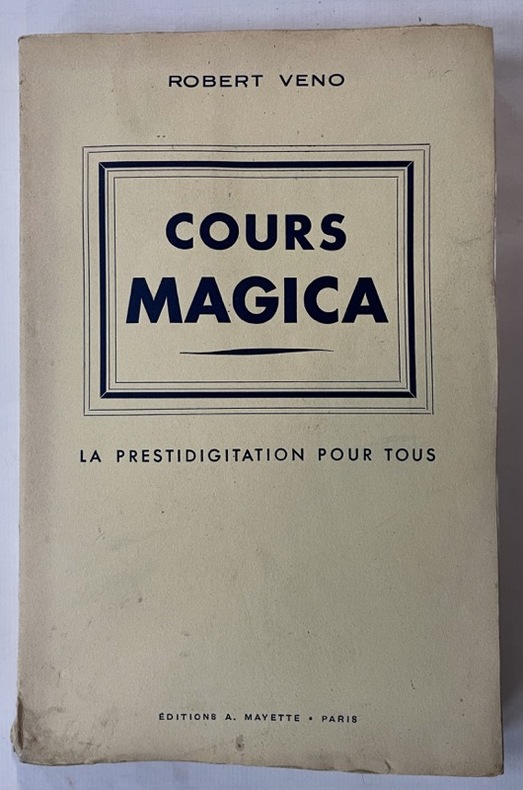 ROBERT VENO
COURS
MAGICA
LA PRESTIDIGITATION POUR TOUS
ÉDITIONS A. MAYETTE • PARIS